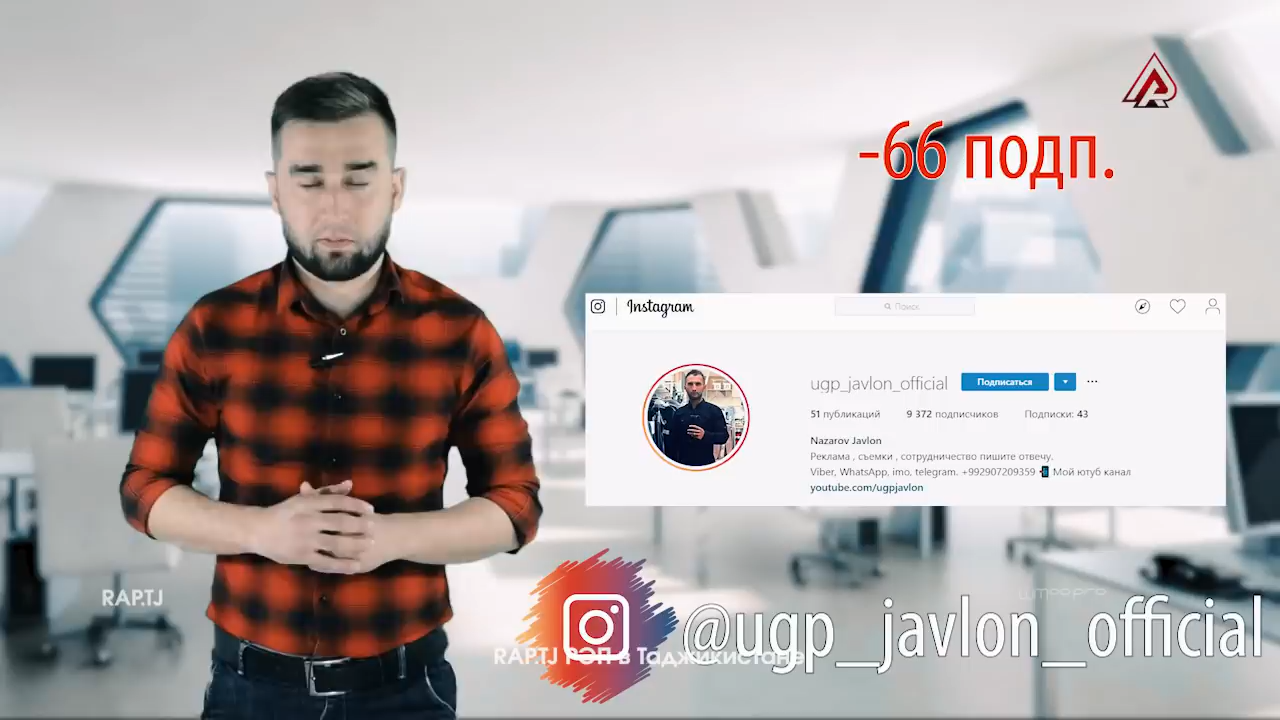 -66 подп.
Instagram
Поиск
ugp_javlon_official
Подписаться
51 публикаций 9 372 подписчиков Подписки: 43
Nazarov Javlon
Реклама , съемки , сотрудничество пишите отвечу.
Viber, WhatsApp, imo, telegram. +992907209359 Мой ютуб канал
youtube.com/ugpjavlon
RAP.TJ
@ugp_javlon_official
RAP.TJ РЭП в Таджикистане